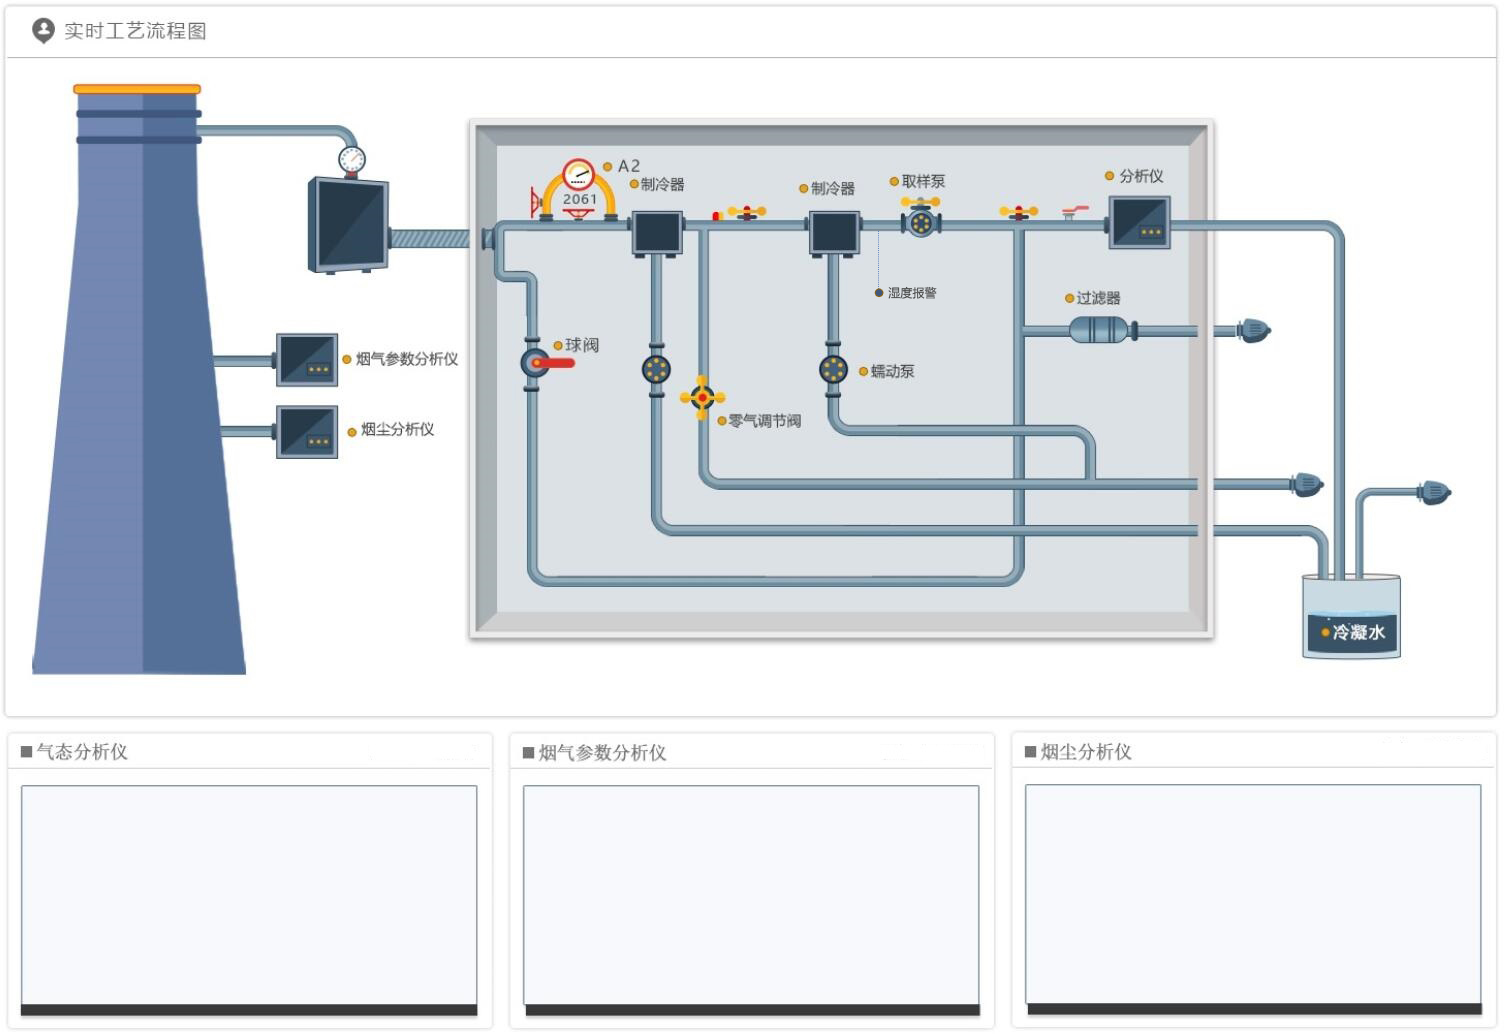 实时工艺流程图
A2
2061
制冷器
制冷器
取样泵
分析仪
湿度报警
过滤器
球阀
烟气参数分析仪
蠕动泵
零气调节阀
烟尘分析仪
冷凝水
气态分析仪
烟气参数分析仪
烟尘分析仪